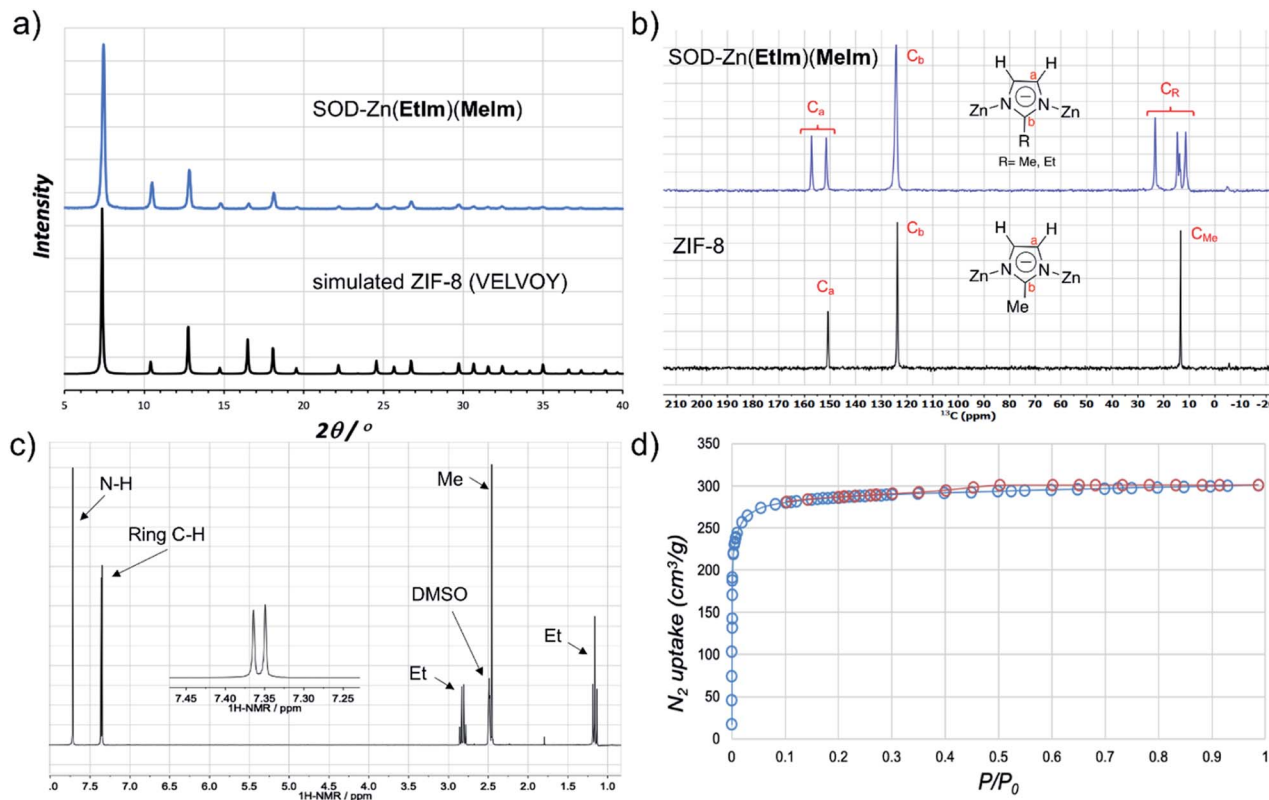 a)
SOD-Zn(EtIm)(MeIm)
simulated ZIF-8 (VELVOY)
Intensity
5 10 15 20 25 30 35 40
2θ/ °
b)
SOD-Zn(EtIm)(MeIm)
Ca
Cb
CR
H H
a
Zn N − N Zn
b
R
R= Me, Et
ZIF-8
Ca
Cb
CMe
H H
a
Zn N − N Zn
b
Me
210 200 190 180 170 160 150 140 130 120 110 100 90 80 70 60 50 40 30 20 10 0 -10 -20
¹³C (ppm)
c)
N-H
Ring C-H
Me
DMSO
Et
Et
7.45 7.40 7.35 7.30 7.25
1H-NMR / ppm
8.0 7.5 7.0 6.5 6.0 5.5 5.0 4.5 4.0 3.5 3.0 2.5 2.0 1.5 1.0
1H-NMR / ppm
d)
N₂ uptake (cm³/g)
350
300
250
200
150
100
50
0
0 0.1 0.2 0.3 0.4 0.5 0.6 0.7 0.8 0.9 1
P/P₀